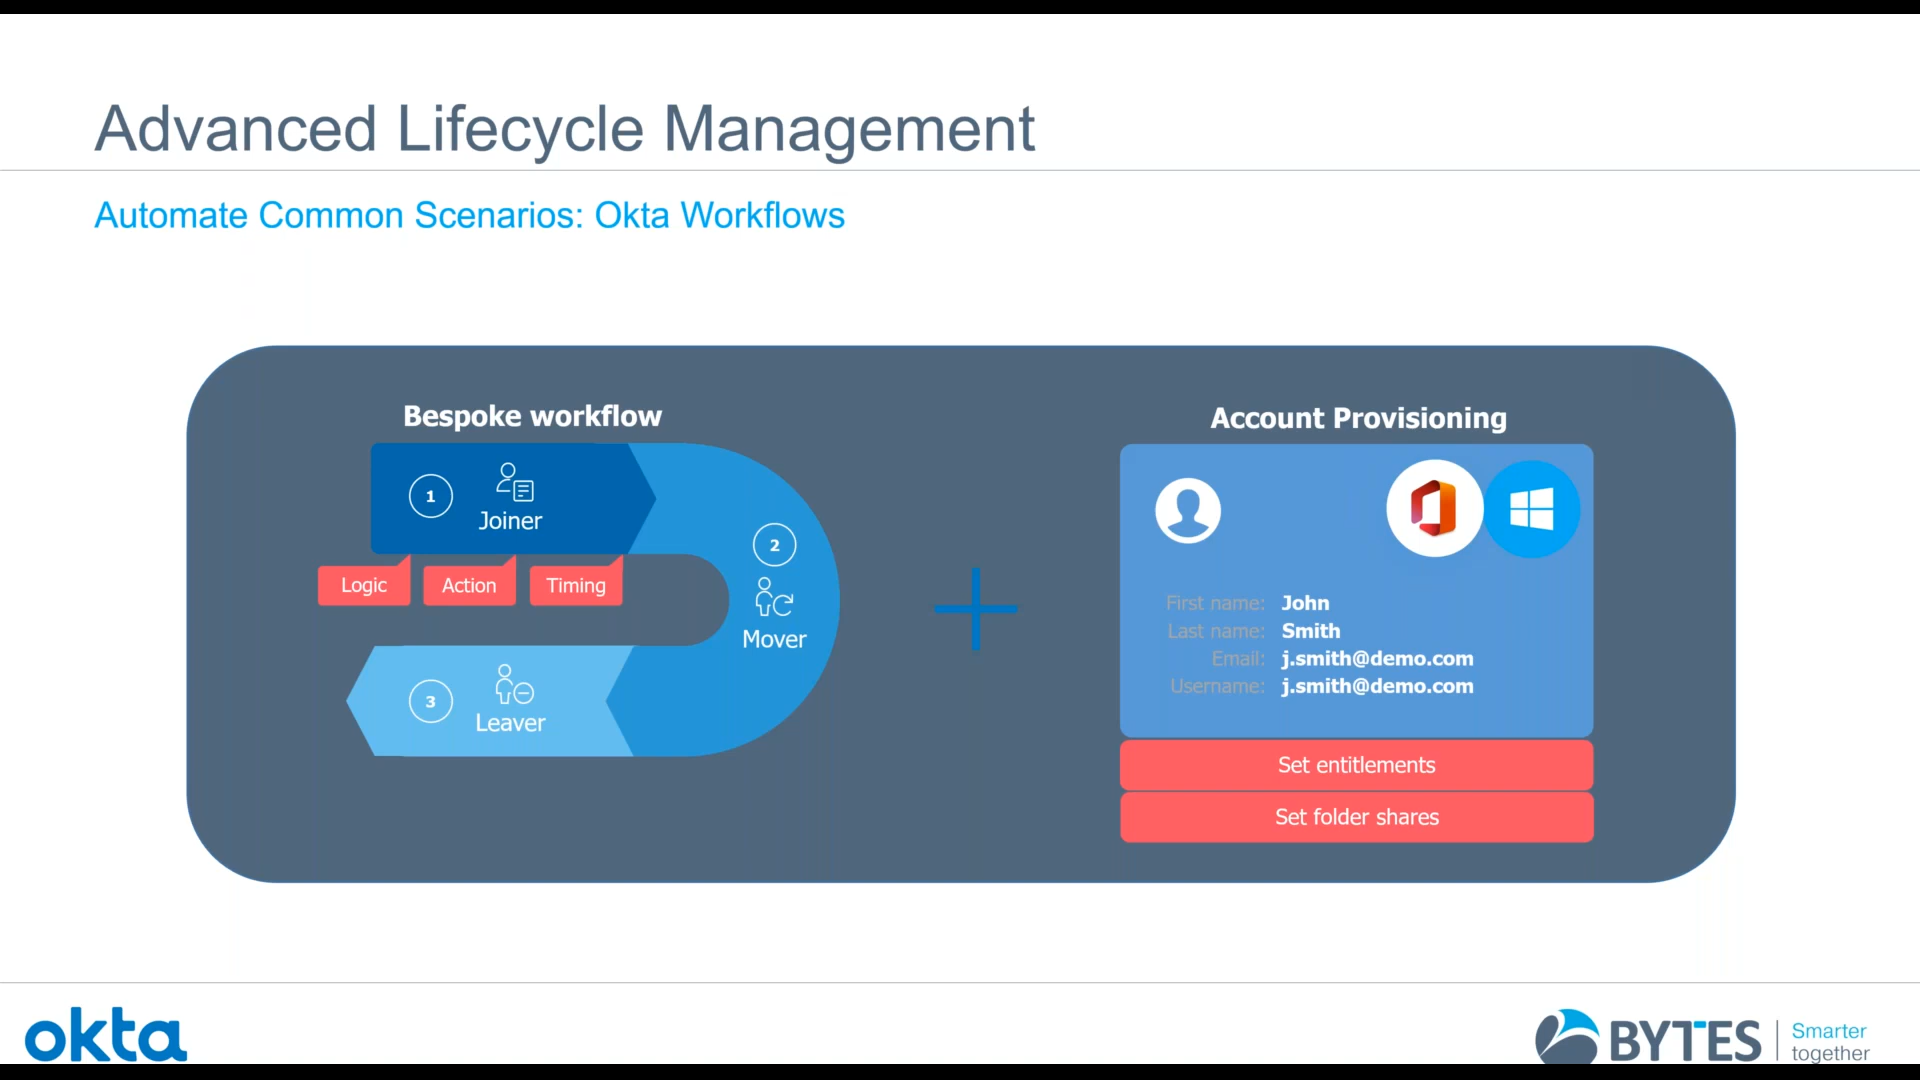 Advanced Lifecycle Management
Automate Common Scenarios: Okta Workflows
Bespoke workflow
1
Joiner
Logic
Action
Timing
2
Mover
3
Leaver
Account Provisioning
First name: John
Last name: Smith
Email: j.smith@demo.com
Username: j.smith@demo.com
Set entitlements
Set folder shares
okta
BYTES
Smarter
together